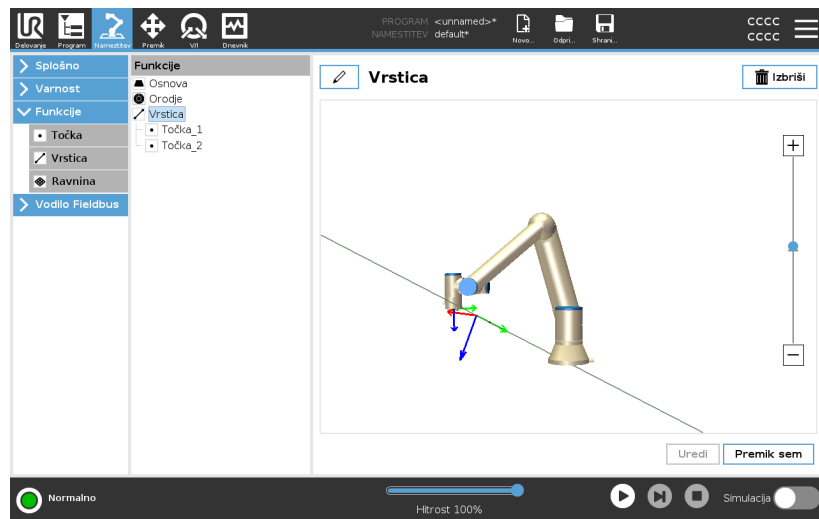 UR
Delovanje Program Namestitev Premik V/I Dnevnik
PROGRAM <unnamed>*
NAMESTITEV default*
Novo... Odpri... Shrani...
cccc
cccc
Splošno
Varnost
Funkcije
Točka
Vrstica
Ravnina
Vodilo Fieldbus
Funkcije
Osnova
Orodje
Vrstica
Točka_1
Točka_2
Vrstica
Izbriši
Uredi
Premik sem
Normalno
Hitrost 100%
Simulacija